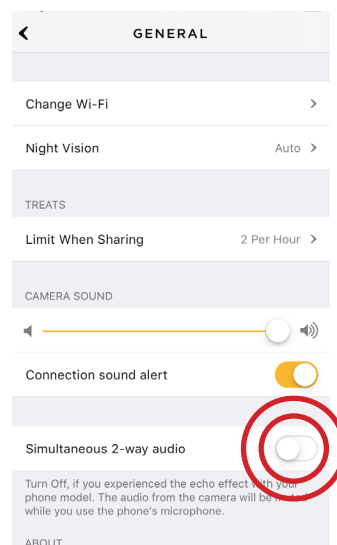 GENERAL
Change Wi-Fi
Night Vision Auto
TREATS
Limit When Sharing 2 Per Hour
CAMERA SOUND
Connection sound alert
Simultaneous 2-way audio
Turn Off, if you experienced the echo effect with your
phone model. The audio from the camera will be muted
while you use the phone's microphone.
ABOUT